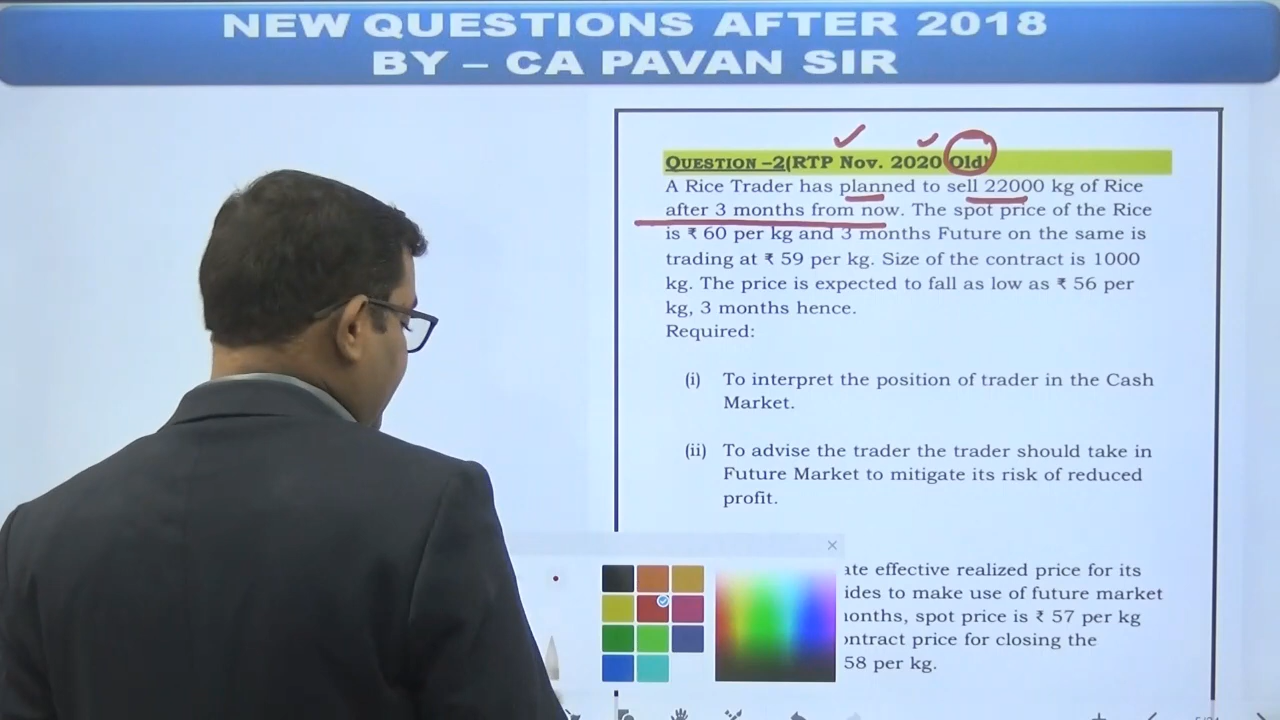 NEW QUESTIONS AFTER 2018
BY – CA PAVAN SIR
QUESTION –2(RTP Nov. 2020 Old)
A Rice Trader has planned to sell 22000 kg of Rice
after 3 months from now. The spot price of the Rice
is ₹ 60 per kg and 3 months Future on the same is
trading at ₹ 59 per kg. Size of the contract is 1000
kg. The price is expected to fall as low as ₹ 56 per
kg, 3 months hence.
Required:
(i) To interpret the position of trader in the Cash
Market.
(ii) To advise the trader the trader should take in
Future Market to mitigate its risk of reduced
profit.
effective realized price for its
to make use of future market
spot price is ₹ 57 per kg
contract price for closing the
58 per kg.